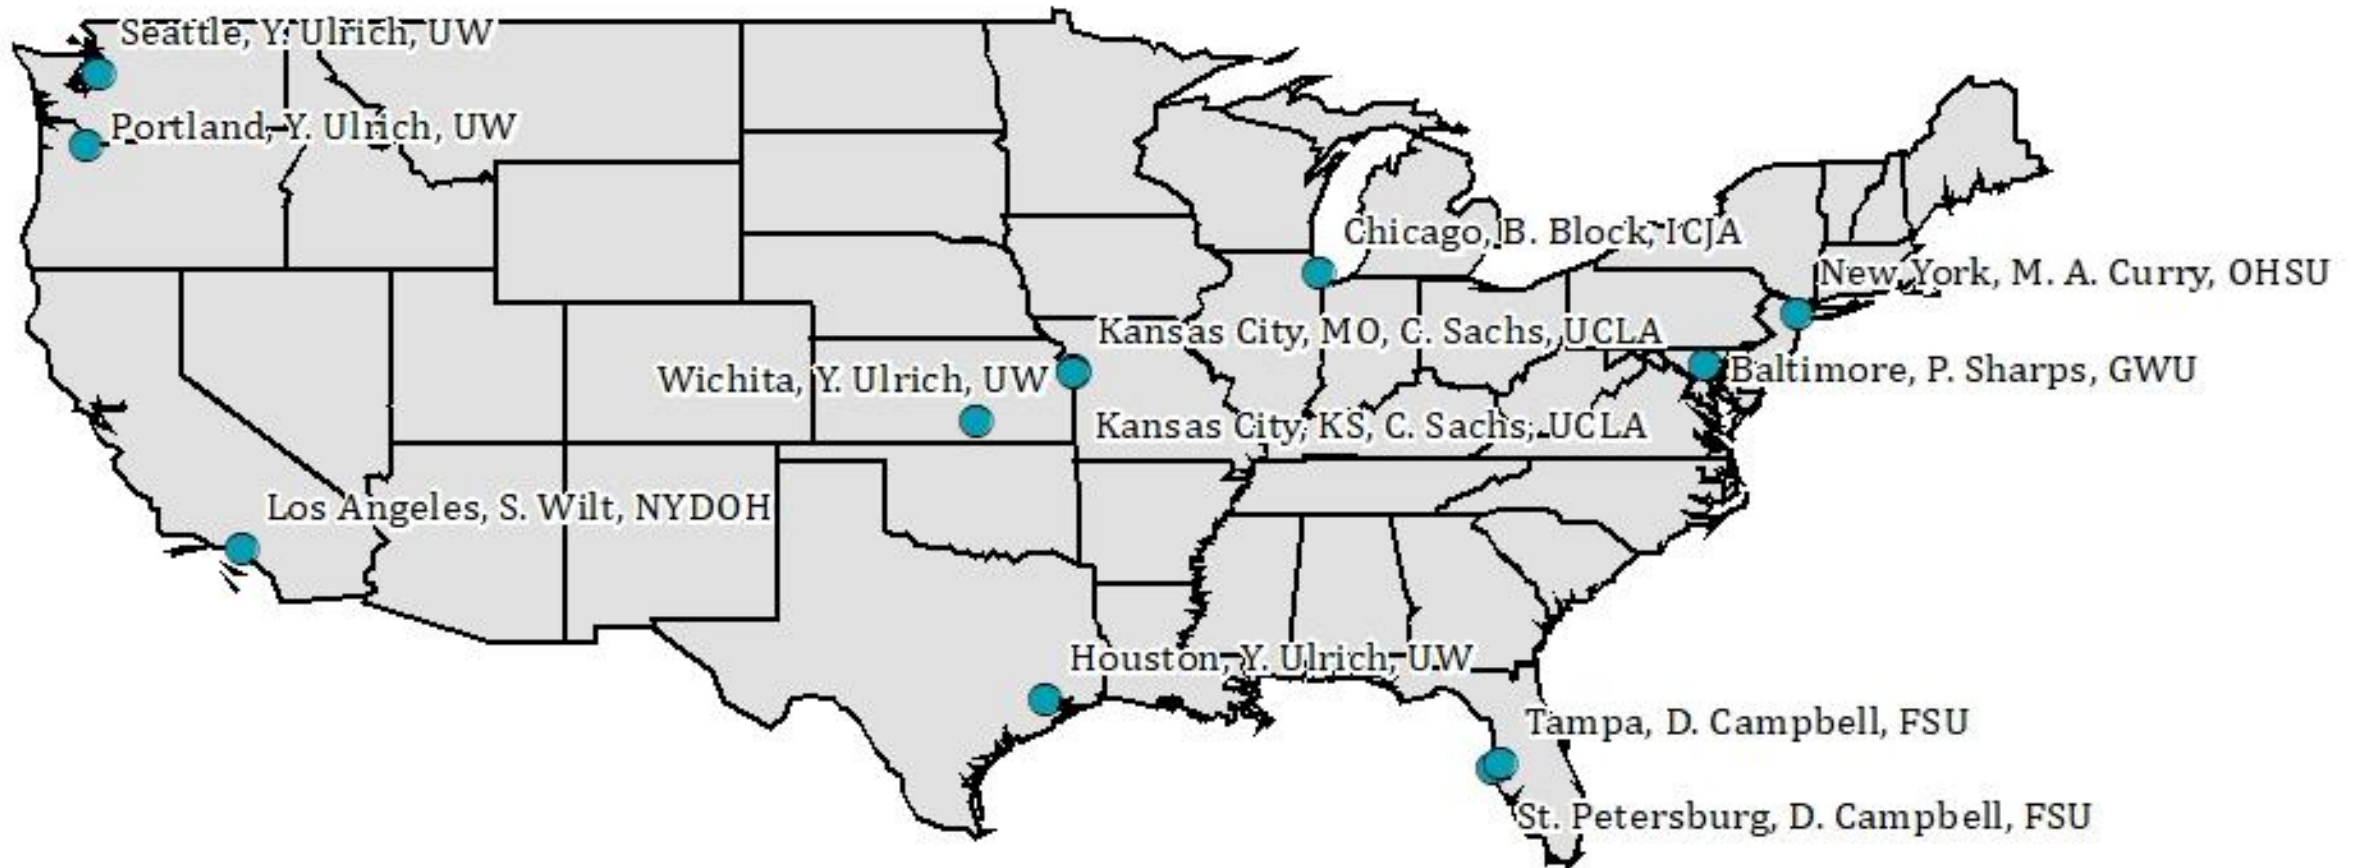 Seattle, Y. Ulrich, UW
Portland, Y. Ulrich, UW
Chicago, B. Block, ICJA
New York, M. A. Curry, OHSU
Kansas City, MO, C. Sachs, UCLA
Wichita, Y. Ulrich, UW
Baltimore, P. Sharps, GWU
Kansas City, KS, C. Sachs, UCLA
Los Angeles, S. Wilt, NYDOH
Houston, Y. Ulrich, UW
Tampa, D. Campbell, FSU
St. Petersburg, D. Campbell, FSU